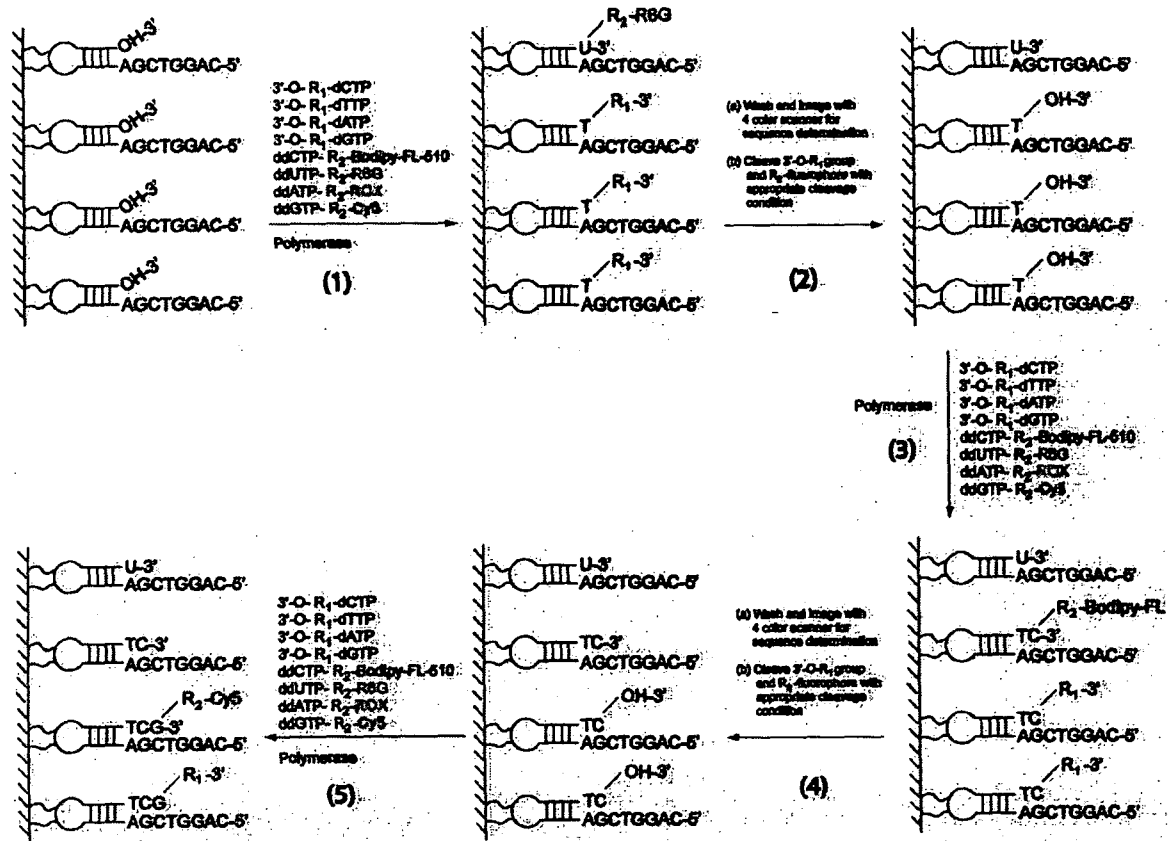 OH-3'
AGCTGGAC-5'
OH-3'
AGCTGGAC-5'
OH-3'
AGCTGGAC-5'
OH-3'
AGCTGGAC-5'
3'-O- R₁-dCTP
3'-O- R₁-dTTP
3'-O- R₁-dATP
3'-O- R₁-dGTP
ddCTP- R₂-Bodipy-FL-510
ddUTP- R₂-R6G
ddATP- R₂-ROX
ddGTP- R₂-Cy5
Polymerase
(1)
R₂-R6G
U-3'
AGCTGGAC-5'
R₁-3'
T
AGCTGGAC-5'
R₁-3'
T
AGCTGGAC-5'
R₁-3'
T
AGCTGGAC-5'
(a) Wash and image with
4 color scanner for
sequence determination
(b) Cleave 3'-O-R₁ group
and R₂-fluorophore with
appropriate cleavage
condition
(2)
U-3'
AGCTGGAC-5'
OH-3'
T
AGCTGGAC-5'
OH-3'
T
AGCTGGAC-5'
OH-3'
T
AGCTGGAC-5'
Polymerase
(3)
3'-O- R₁-dCTP
3'-O- R₁-dTTP
3'-O- R₁-dATP
3'-O- R₁-dGTP
ddCTP- R₂-Bodipy-FL-510
ddUTP- R₂-R6G
ddATP- R₂-ROX
ddGTP- R₂-Cy5
U-3'
AGCTGGAC-5'
R₂-Bodipy-FL
TC-3'
AGCTGGAC-5'
R₁-3'
TC
AGCTGGAC-5'
R₁-3'
TC
AGCTGGAC-5'
(a) Wash and image with
4 color scanner for
sequence determination
(b) Cleave 3'-O-R₁ group
and R₂-fluorophore with
appropriate cleavage
condition
(4)
U-3'
AGCTGGAC-5'
TC-3'
AGCTGGAC-5'
OH-3'
TC
AGCTGGAC-5'
OH-3'
TC
AGCTGGAC-5'
3'-O- R₁-dCTP
3'-O- R₁-dTTP
3'-O- R₁-dATP
3'-O- R₁-dGTP
ddCTP- R₂-Bodipy-FL-510
ddUTP- R₂-R6G
ddATP- R₂-ROX
ddGTP- R₂-Cy5
Polymerase
(5)
U-3'
AGCTGGAC-5'
TC-3'
AGCTGGAC-5'
R₂-Cy5
TCG-3'
AGCTGGAC-5'
R₁-3'
TCG
AGCTGGAC-5'